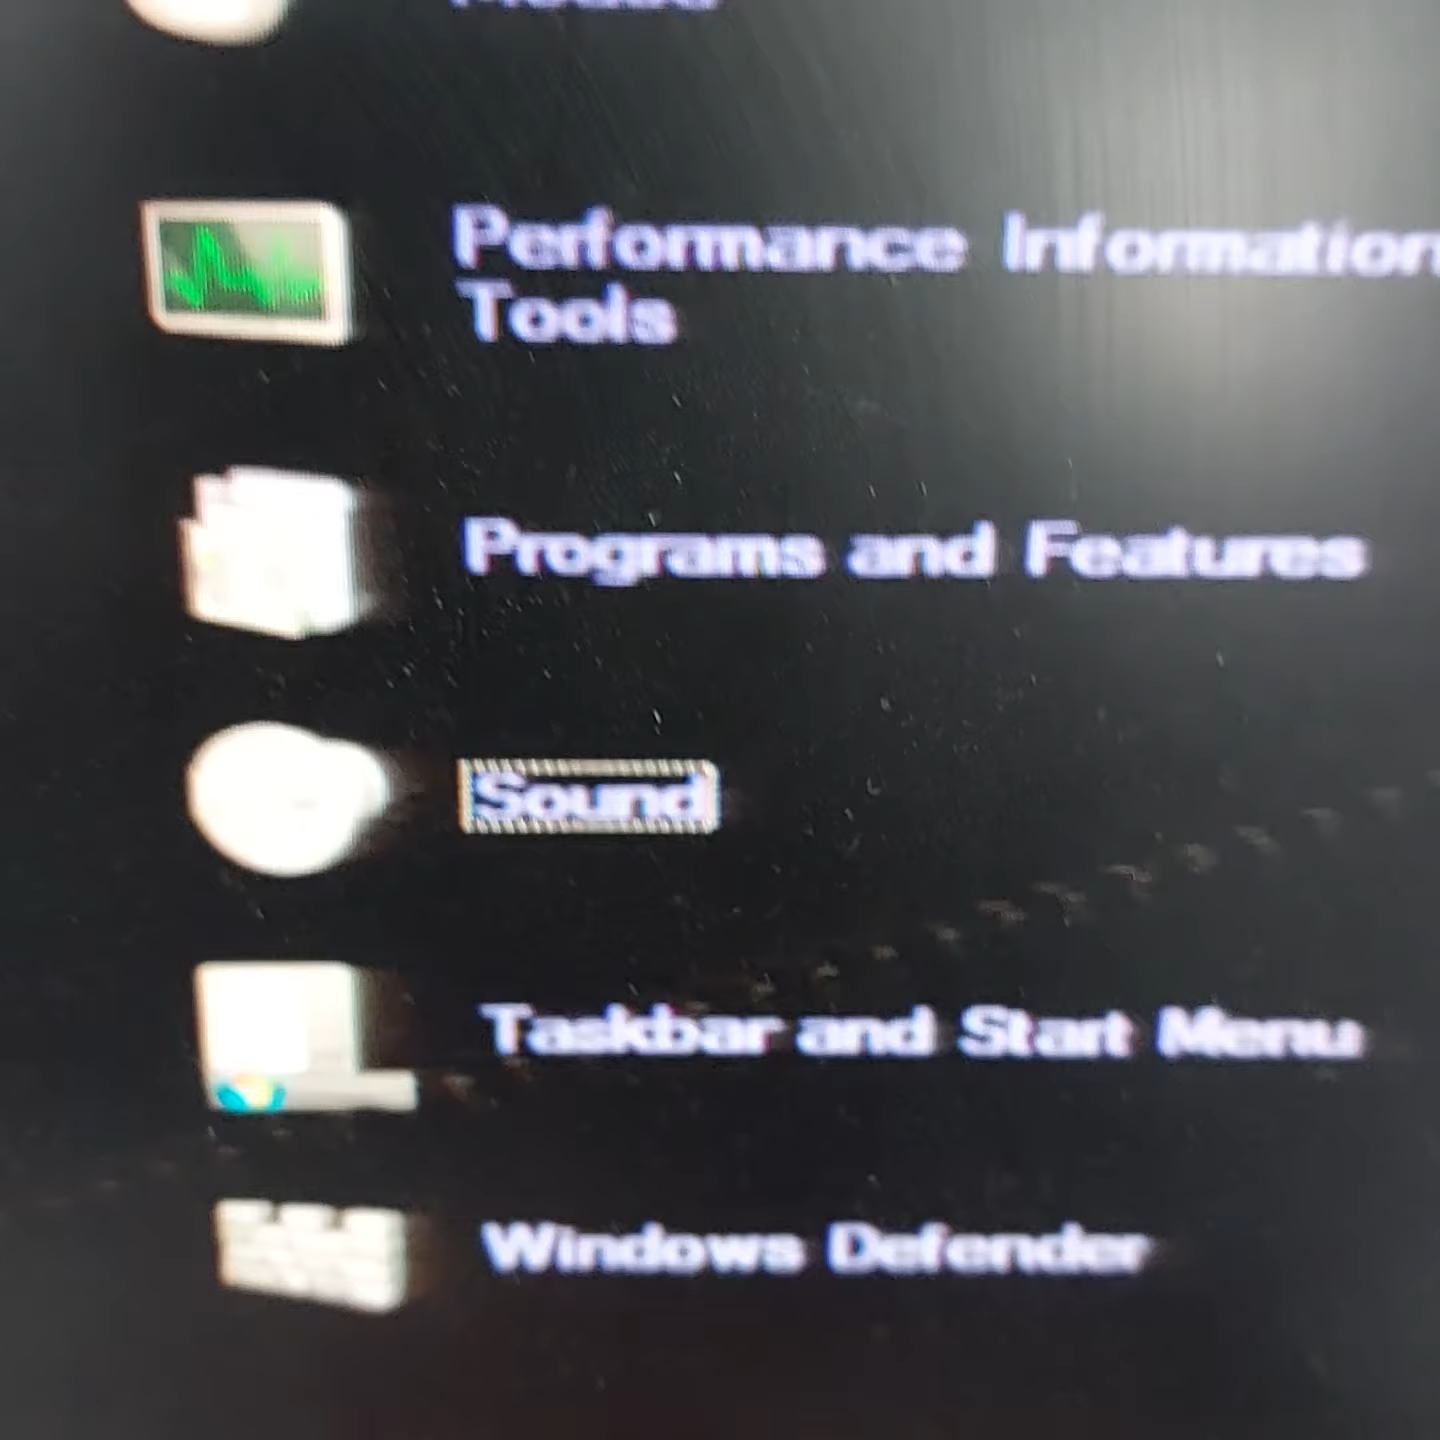 Performance Information
Tools
Programs and Features
Sound
Taskbar and Start Menu
Windows Defender